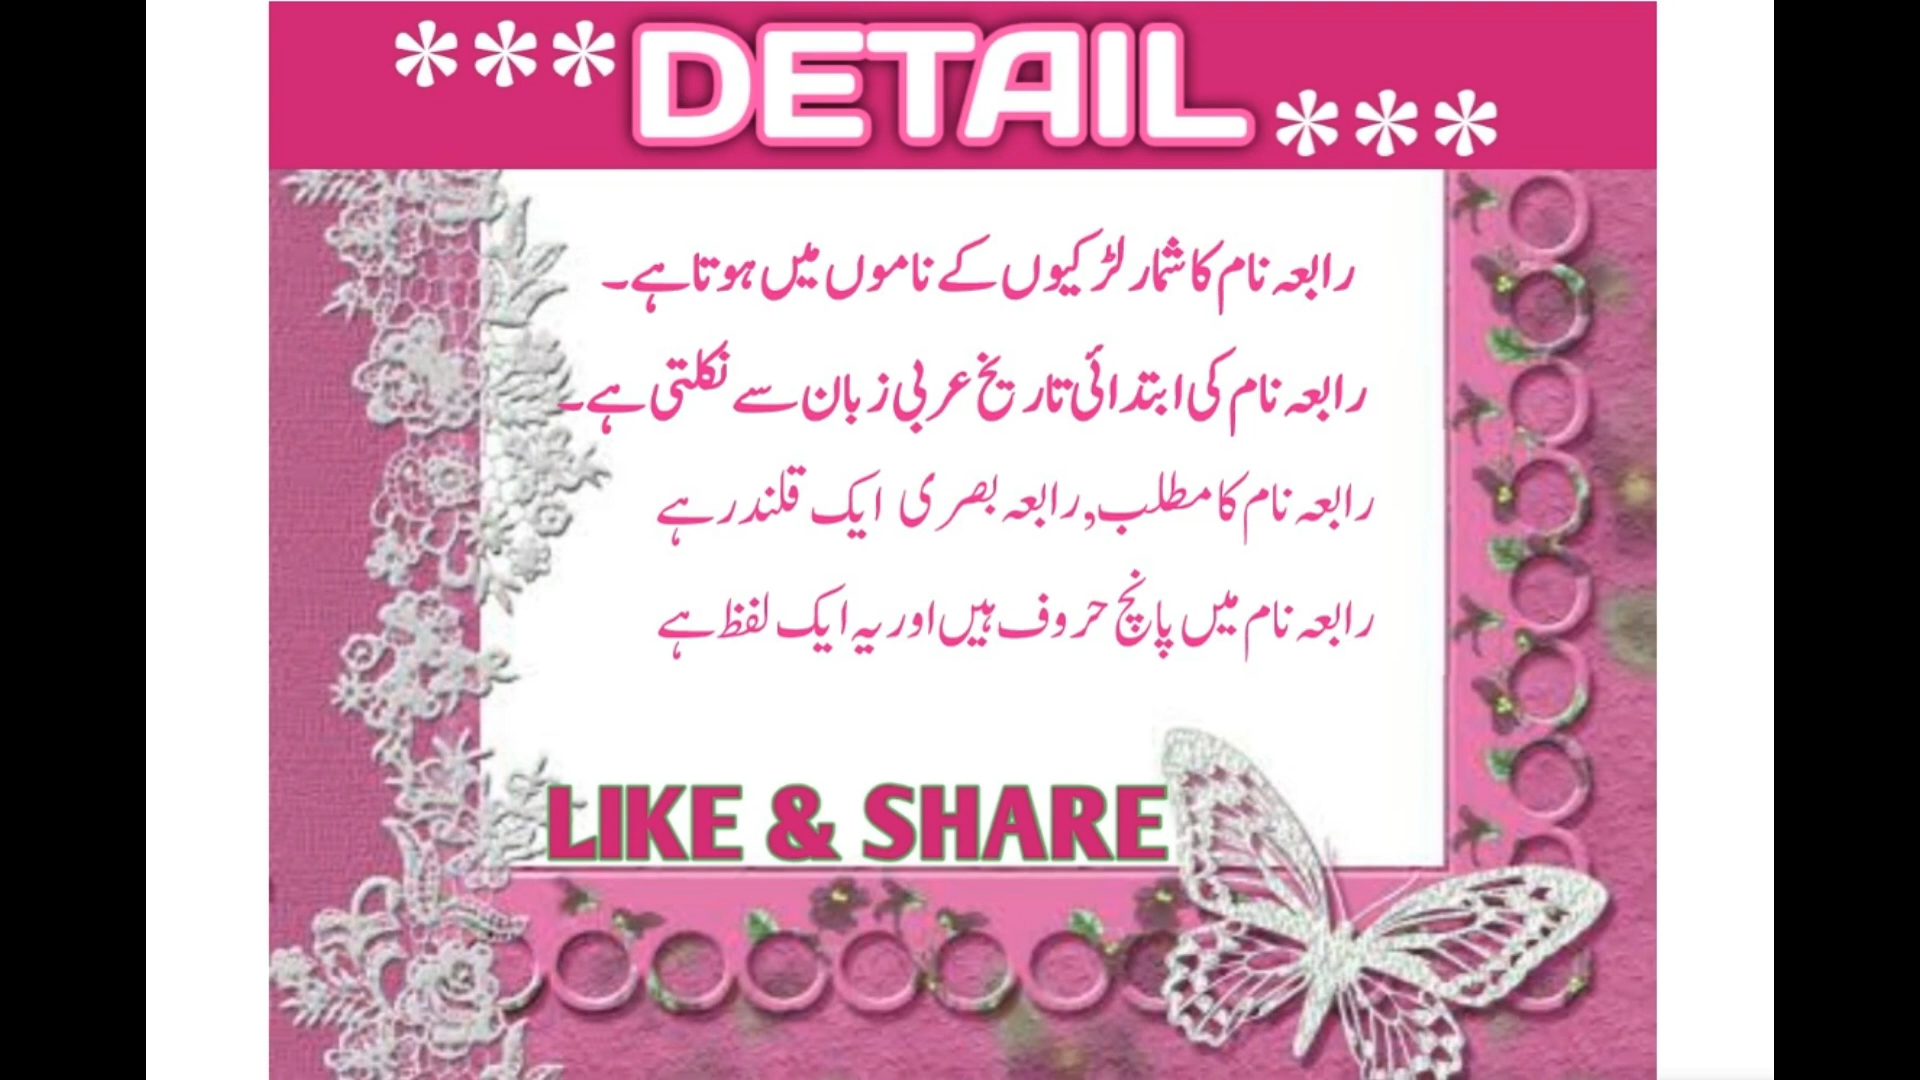 ***DETAIL***
رابعہ نام کا شمار لڑکیوں کے ناموں میں ہوتا ہے۔
رابعہ نام کی ابتدائی تاریخ عربی زبان سے نکلتی ہے۔
رابعہ نام کا مطلب, رابعہ بصری ایک قلندر ہے
رابعہ نام میں پانچ حروف ہیں اور یہ ایک لفظ ہے
LIKE & SHARE